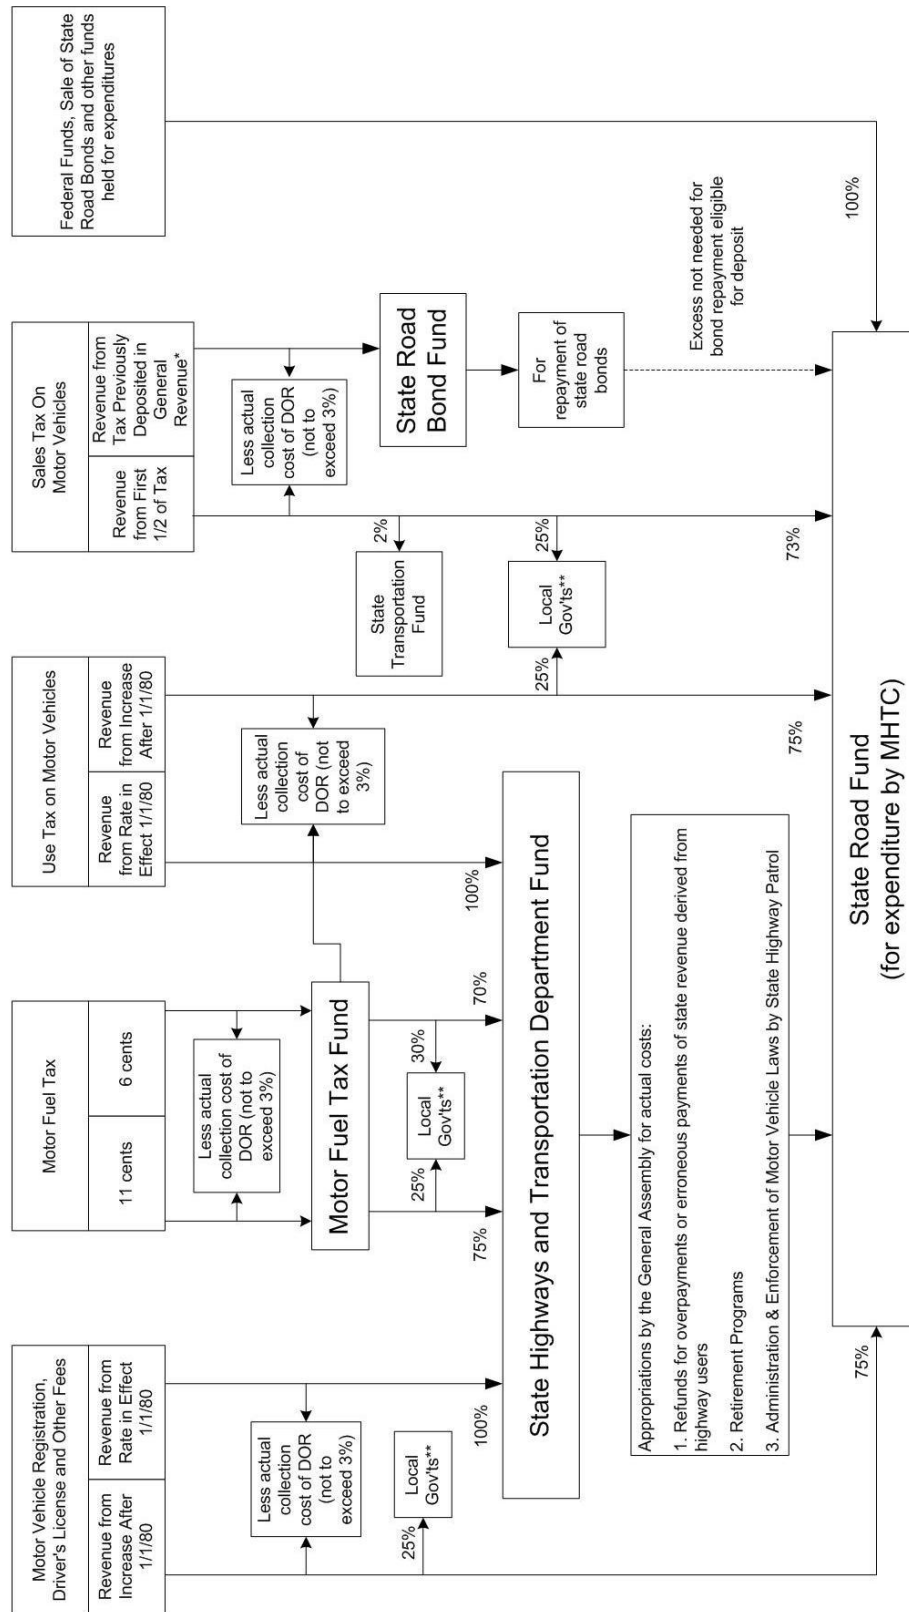 Motor Vehicle Registration,
Driver's License and Other Fees
Revenue from
Increase After
1/1/80
Revenue from
Rate in Effect
1/1/80
Less actual
collection
cost of DOR
(not to
exceed 3%)
25%
Local
Gov'ts**
100%
75%
Motor Fuel Tax
11 cents
6 cents
Less actual
collection cost of
DOR (not to
exceed 3%)
Motor Fuel Tax Fund
25%
Local
Gov'ts**
30%
75%
70%
Use Tax on Motor Vehicles
Revenue
from Rate in
Effect 1/1/80
Revenue
from Increase
After 1/1/80
Less actual
collection
cost of
DOR (not
to exceed
3%)
100%
25%
Local
Gov'ts**
25%
75%
Sales Tax On
Motor Vehicles
Revenue
from First
1/2 of Tax
Revenue from
Tax Previously
Deposited in
General
Revenue*
Less actual
collection
cost of DOR
(not to
exceed 3%)
2%
State
Transportation
Fund
73%
State Road
Bond Fund
For
repayment of
state road
bonds
Excess not needed for
bond repayment eligible
for deposit
Federal Funds, Sale of State
Road Bonds and other funds
held for expenditures
100%
State Highways and Transportation Department Fund
Appropriations by the General Assembly for actual costs:
1. Refunds for overpayments or erroneous payments of state revenue derived from
highway users
2. Retirement Programs
3. Administration & Enforcement of Motor Vehicle Laws by State Highway Patrol
State Road Fund
(for expenditure by MHTC)